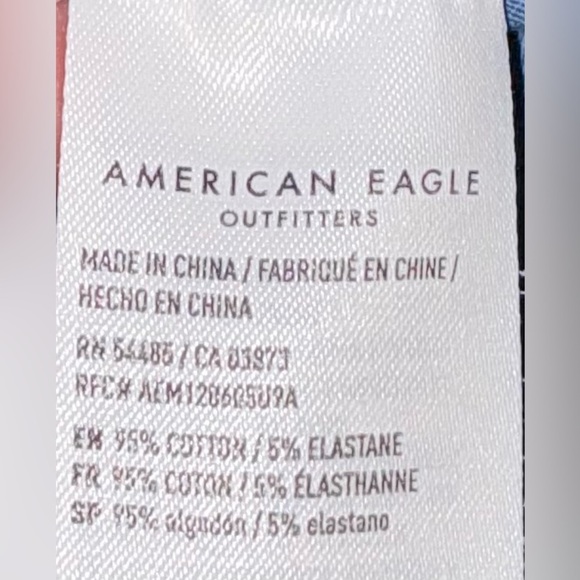 AMERICAN EAGLE
OUTFITTERS
MADE IN CHINA / FABRIQUÉ EN CHINE /
HECHO EN CHINA
RN 54485 / CA 03973
RFC#
EN 95% COTTON / 5% ELASTANE
FR 95% COTON / 5% ÉLASTHANNE
SP 95% algodón / 5% elastano